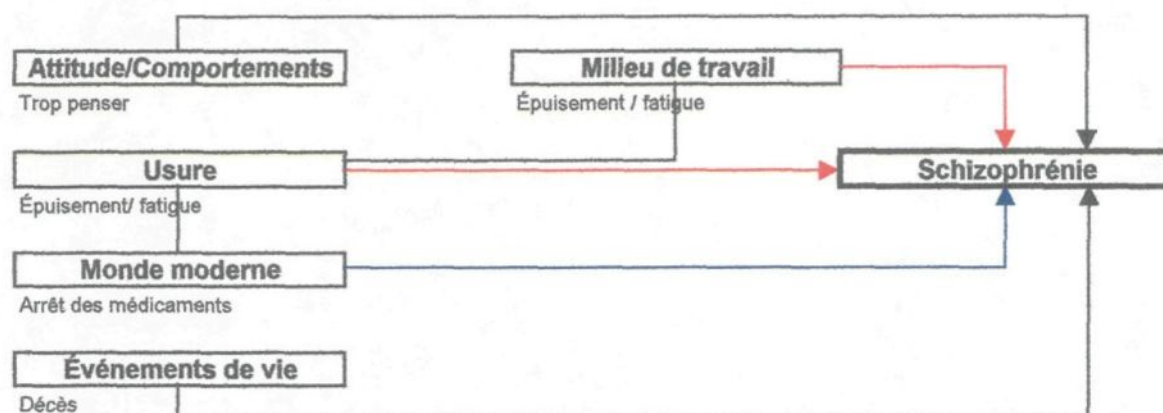 Attitude/Comportements
Trop penser
Milieu de travail
Épuisement / fatigue
Usure
Épuisement/ fatigue
Schizophrénie
Monde moderne
Arrêt des médicaments
Événements de vie
Décès